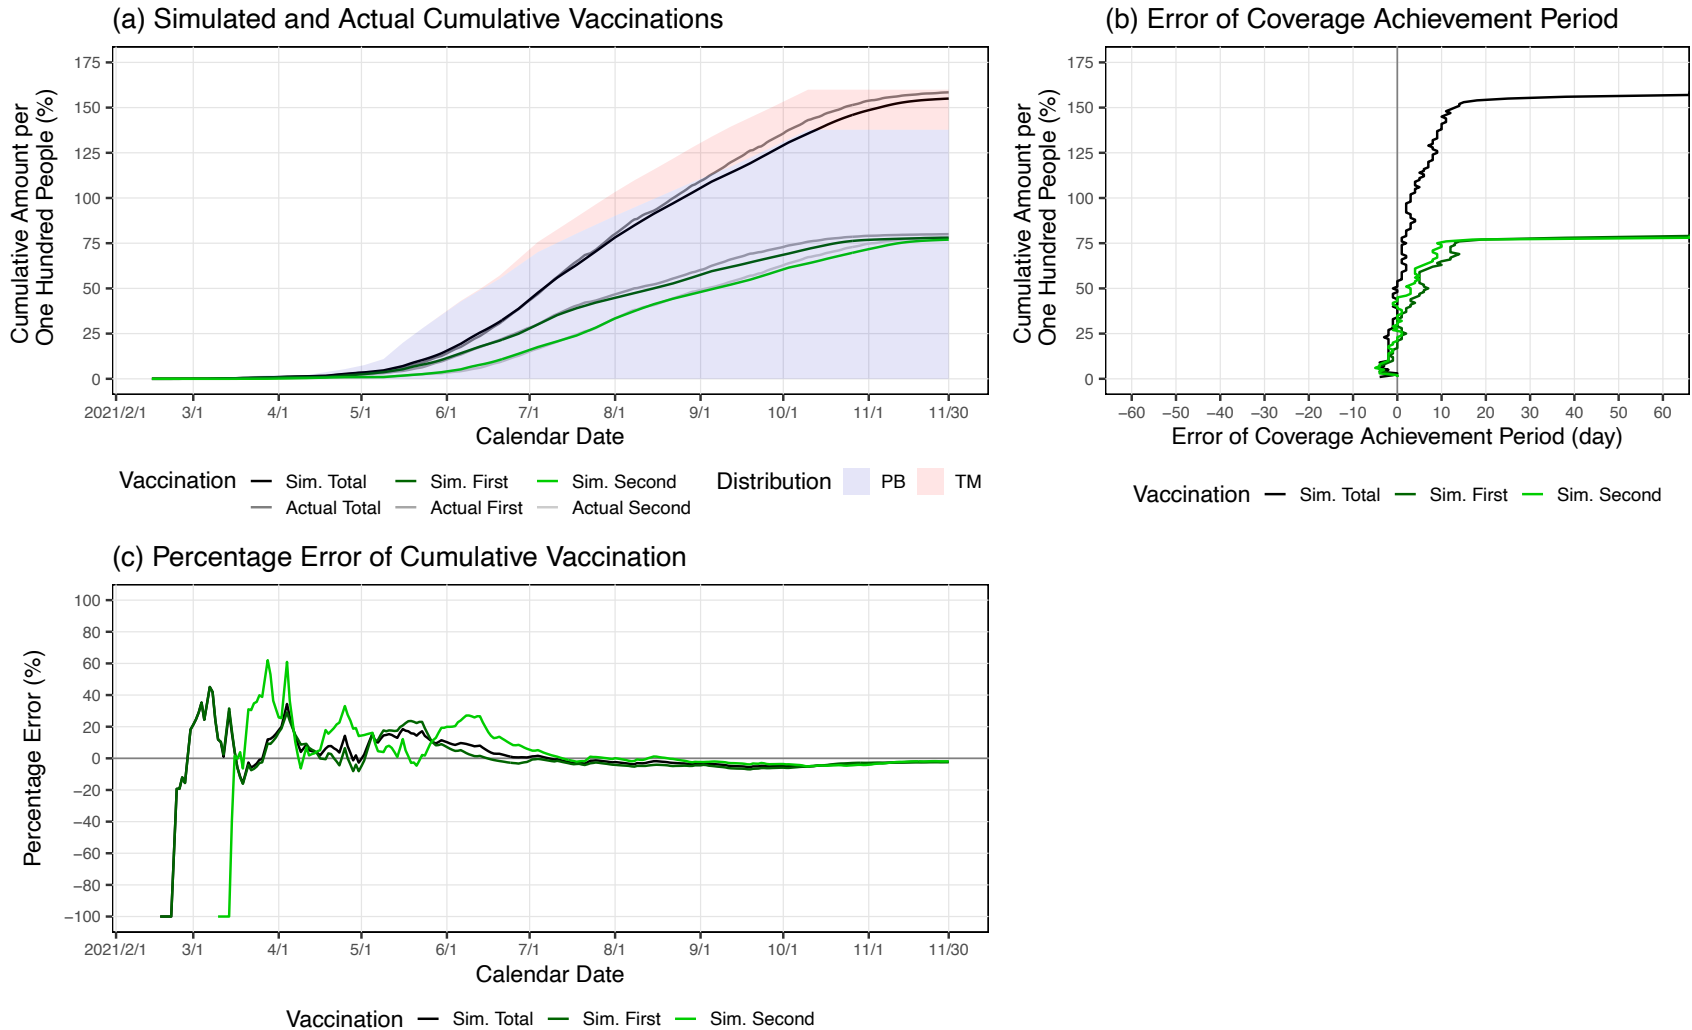 (a) Simulated and Actual Cumulative Vaccinations
Cumulative Amount per
One Hundred People (%)
175
150
125
100
75
50
25
0
2021/2/1 3/1 4/1 5/1 6/1 7/1 8/1 9/1 10/1 11/1 11/30
Calendar Date
Vaccination Sim. Total Sim. First Sim. Second Distribution PB TM
Actual Total Actual First Actual Second
(b) Error of Coverage Achievement Period
Cumulative Amount per
One Hundred People (%)
175
150
125
100
75
50
25
0
−60 −50 −40 −30 −20 −10 0 10 20 30 40 50 60
Error of Coverage Achievement Period (day)
Vaccination Sim. Total Sim. First Sim. Second
(c) Percentage Error of Cumulative Vaccination
Percentage Error (%)
100
80
60
40
20
0
−20
−40
−60
−80
−100
2021/2/1 3/1 4/1 5/1 6/1 7/1 8/1 9/1 10/1 11/1 11/30
Calendar Date
Vaccination Sim. Total Sim. First Sim. Second